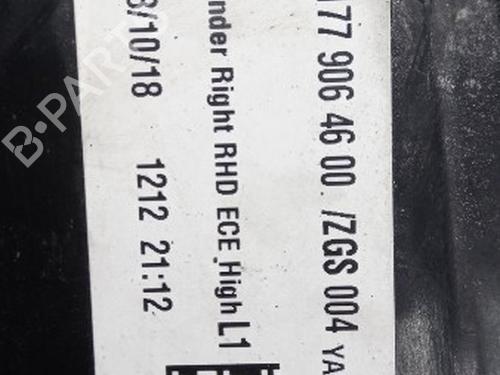 177 906 46 00 /ZGS 004 YA
nder Right RHD ECE High L1
8/10/18 1212 21:12
B-PARTS